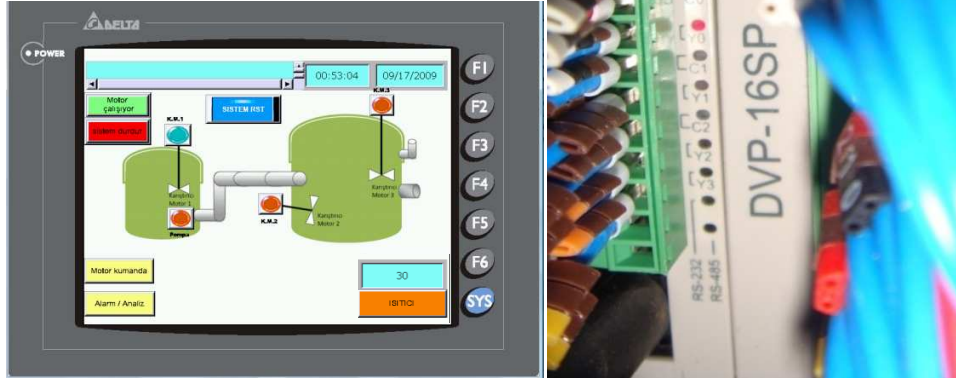 DELTA
POWER
00:53:04
09/17/2009
Motor
çalışıyor
Sistem durdur
SISTEM RST
K.M.1
K.M.3
Karıştırıcı
Motor 1
Pompa
K.M.2
Karıştırıcı
Motor 2
Karıştırıcı
Motor 3
Motor kumanda
Alarm / Analiz
30
ISITICI
F1
F2
F3
F4
F5
F6
SYS
C0
Y0
C1
Y1
C2
Y2
Y3
RS-232
RS-485
DVP-16SP